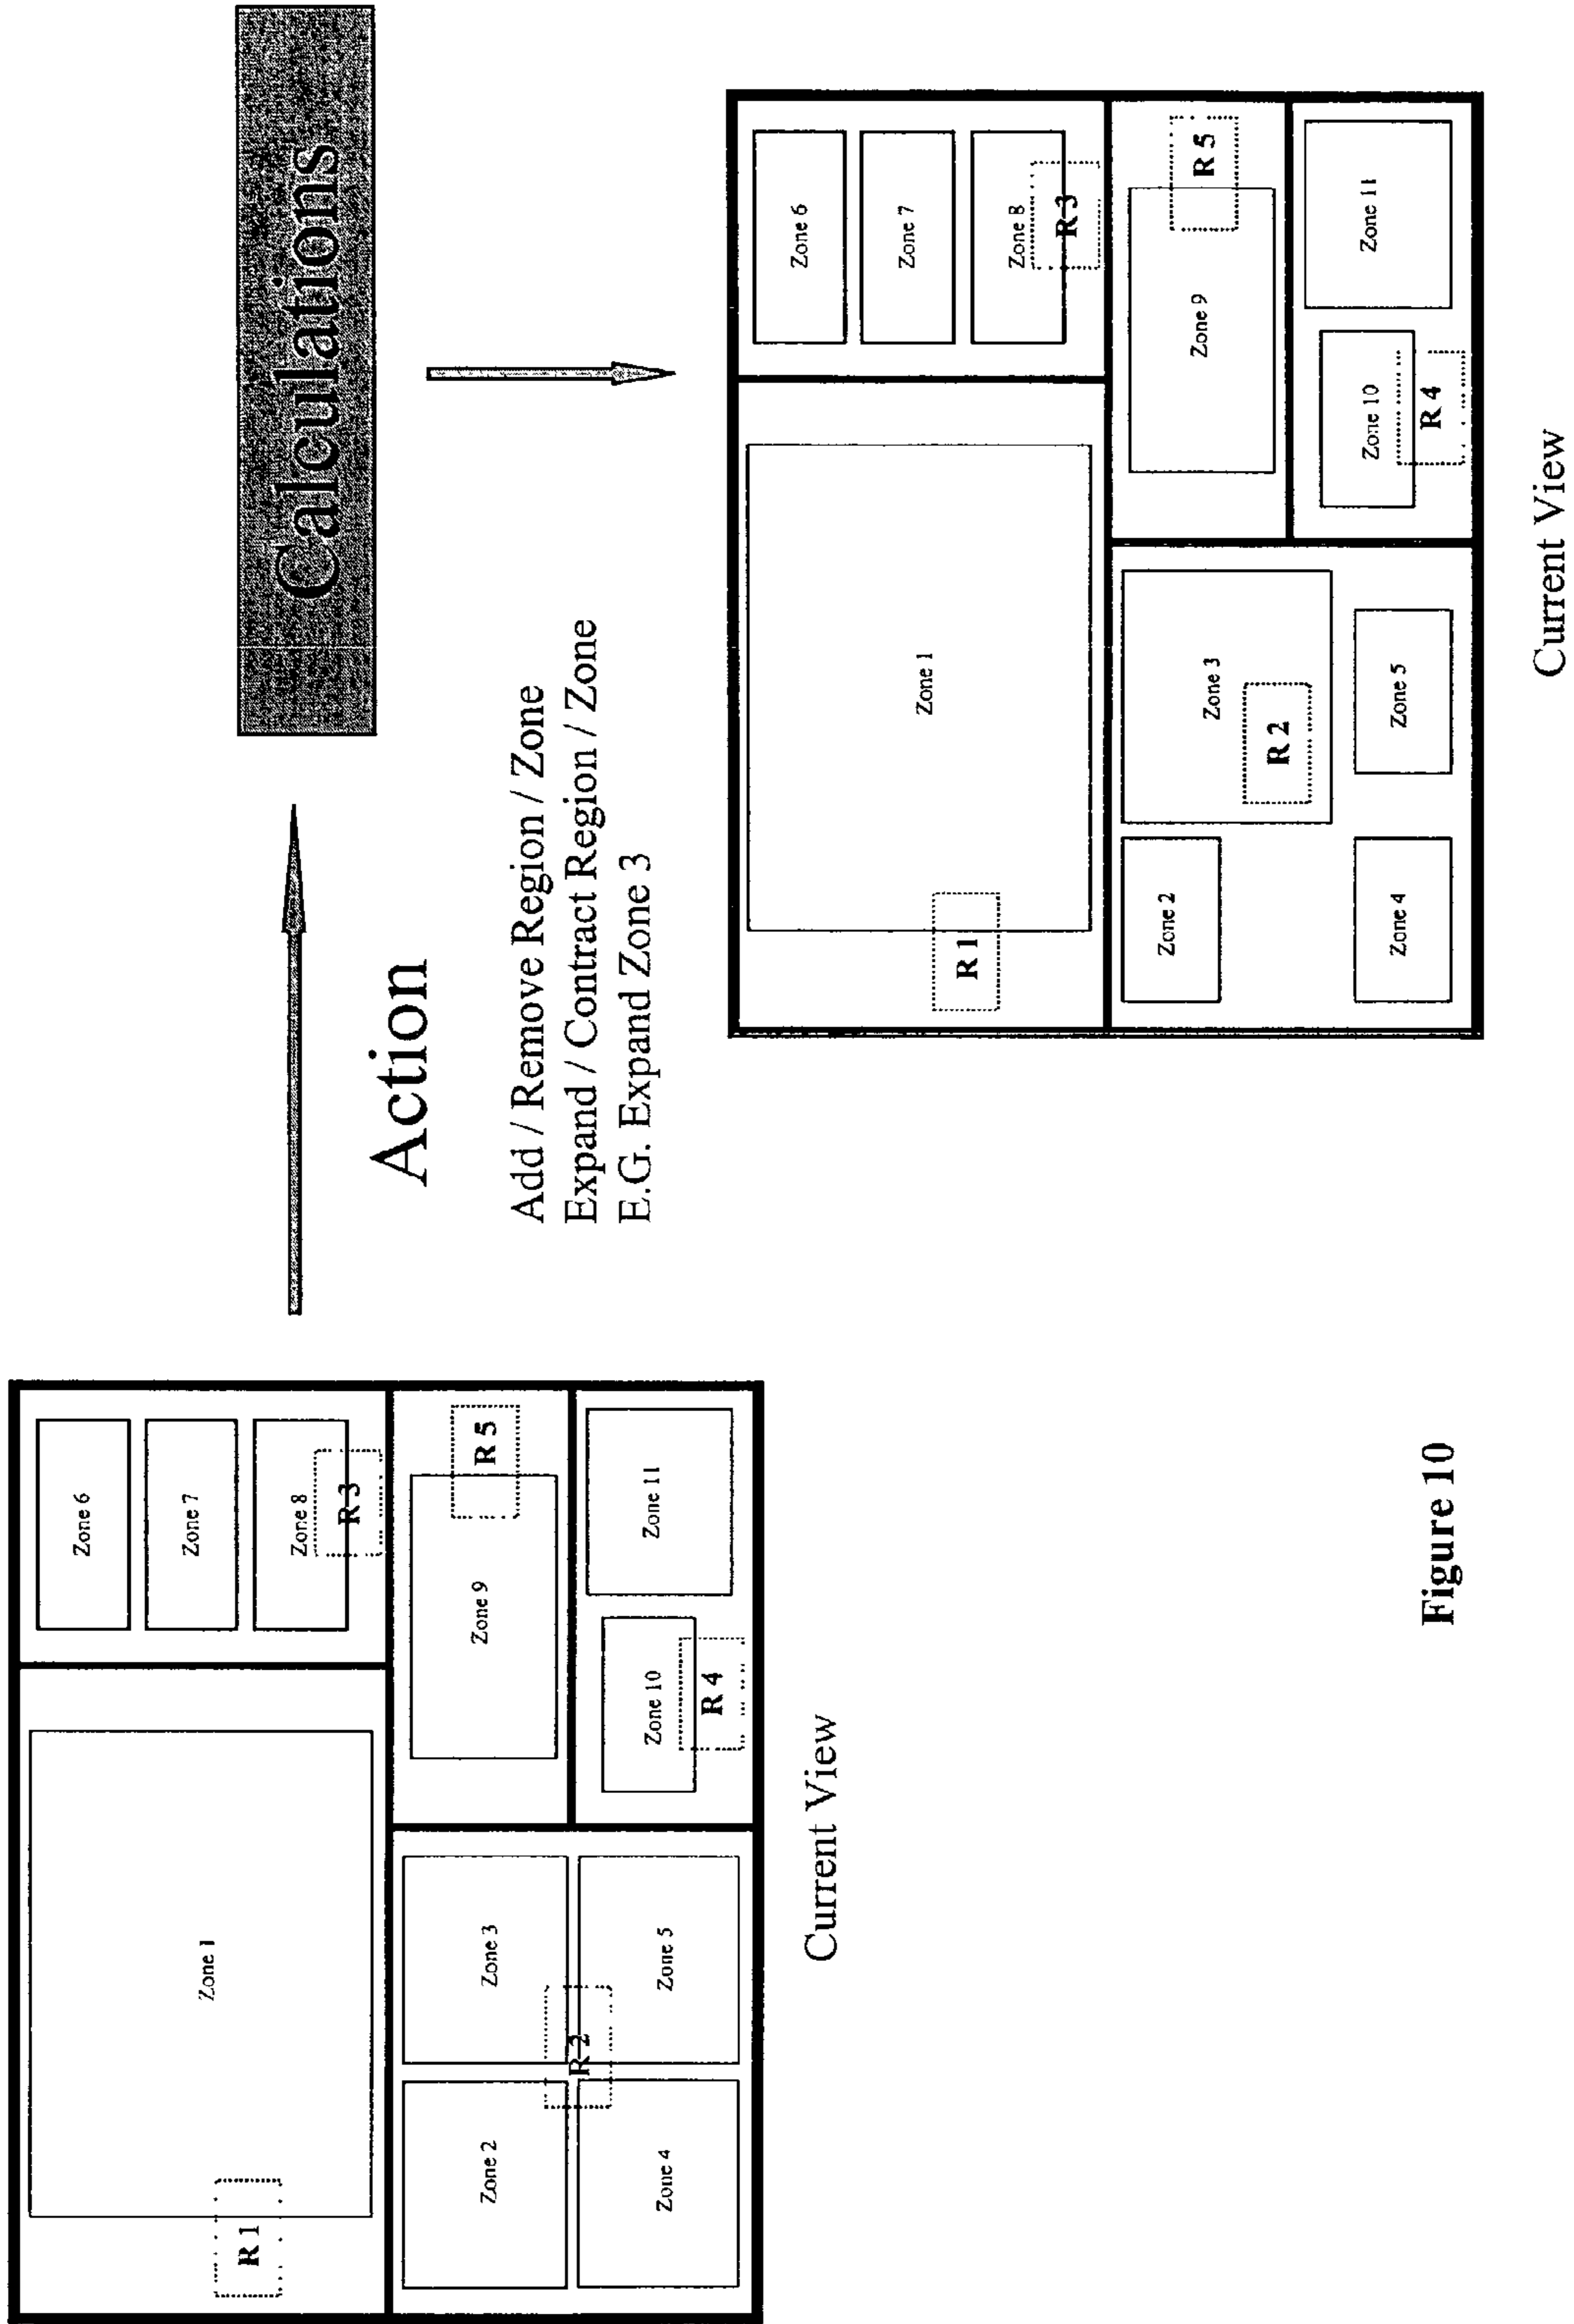 Zone 1
R 1
Zone 6
Zone 7
Zone 8
R 3
Zone 2
Zone 3
R 2
Zone 4
Zone 5
Zone 9
R 5
Zone 10
R 4
Zone 11
Current View
Action
Add / Remove Region / Zone
Expand / Contract Region / Zone
E.G. Expand Zone 3
Calculations
Zone 1
R 1
Zone 6
Zone 7
Zone 8
R 3
Zone 2
Zone 3
R 2
Zone 4
Zone 5
Zone 9
R 5
Zone 10
R 4
Zone 11
Current View
Figure 10